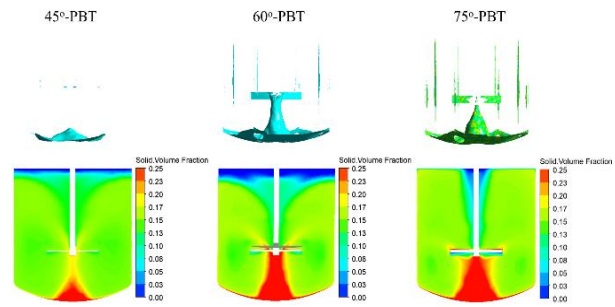 45°-PBT 60°-PBT 75°-PBT
Solid.Volume Fraction Solid.Volume Fraction Solid.Volume Fraction
0.25 0.25 0.25
0.23 0.23 0.23
0.20 0.20 0.20
0.17 0.17 0.17
0.15 0.15 0.15
0.13 0.13 0.13
0.10 0.10 0.10
0.08 0.08 0.08
0.05 0.05 0.05
0.03 0.03 0.03
0.00 0.00 0.00